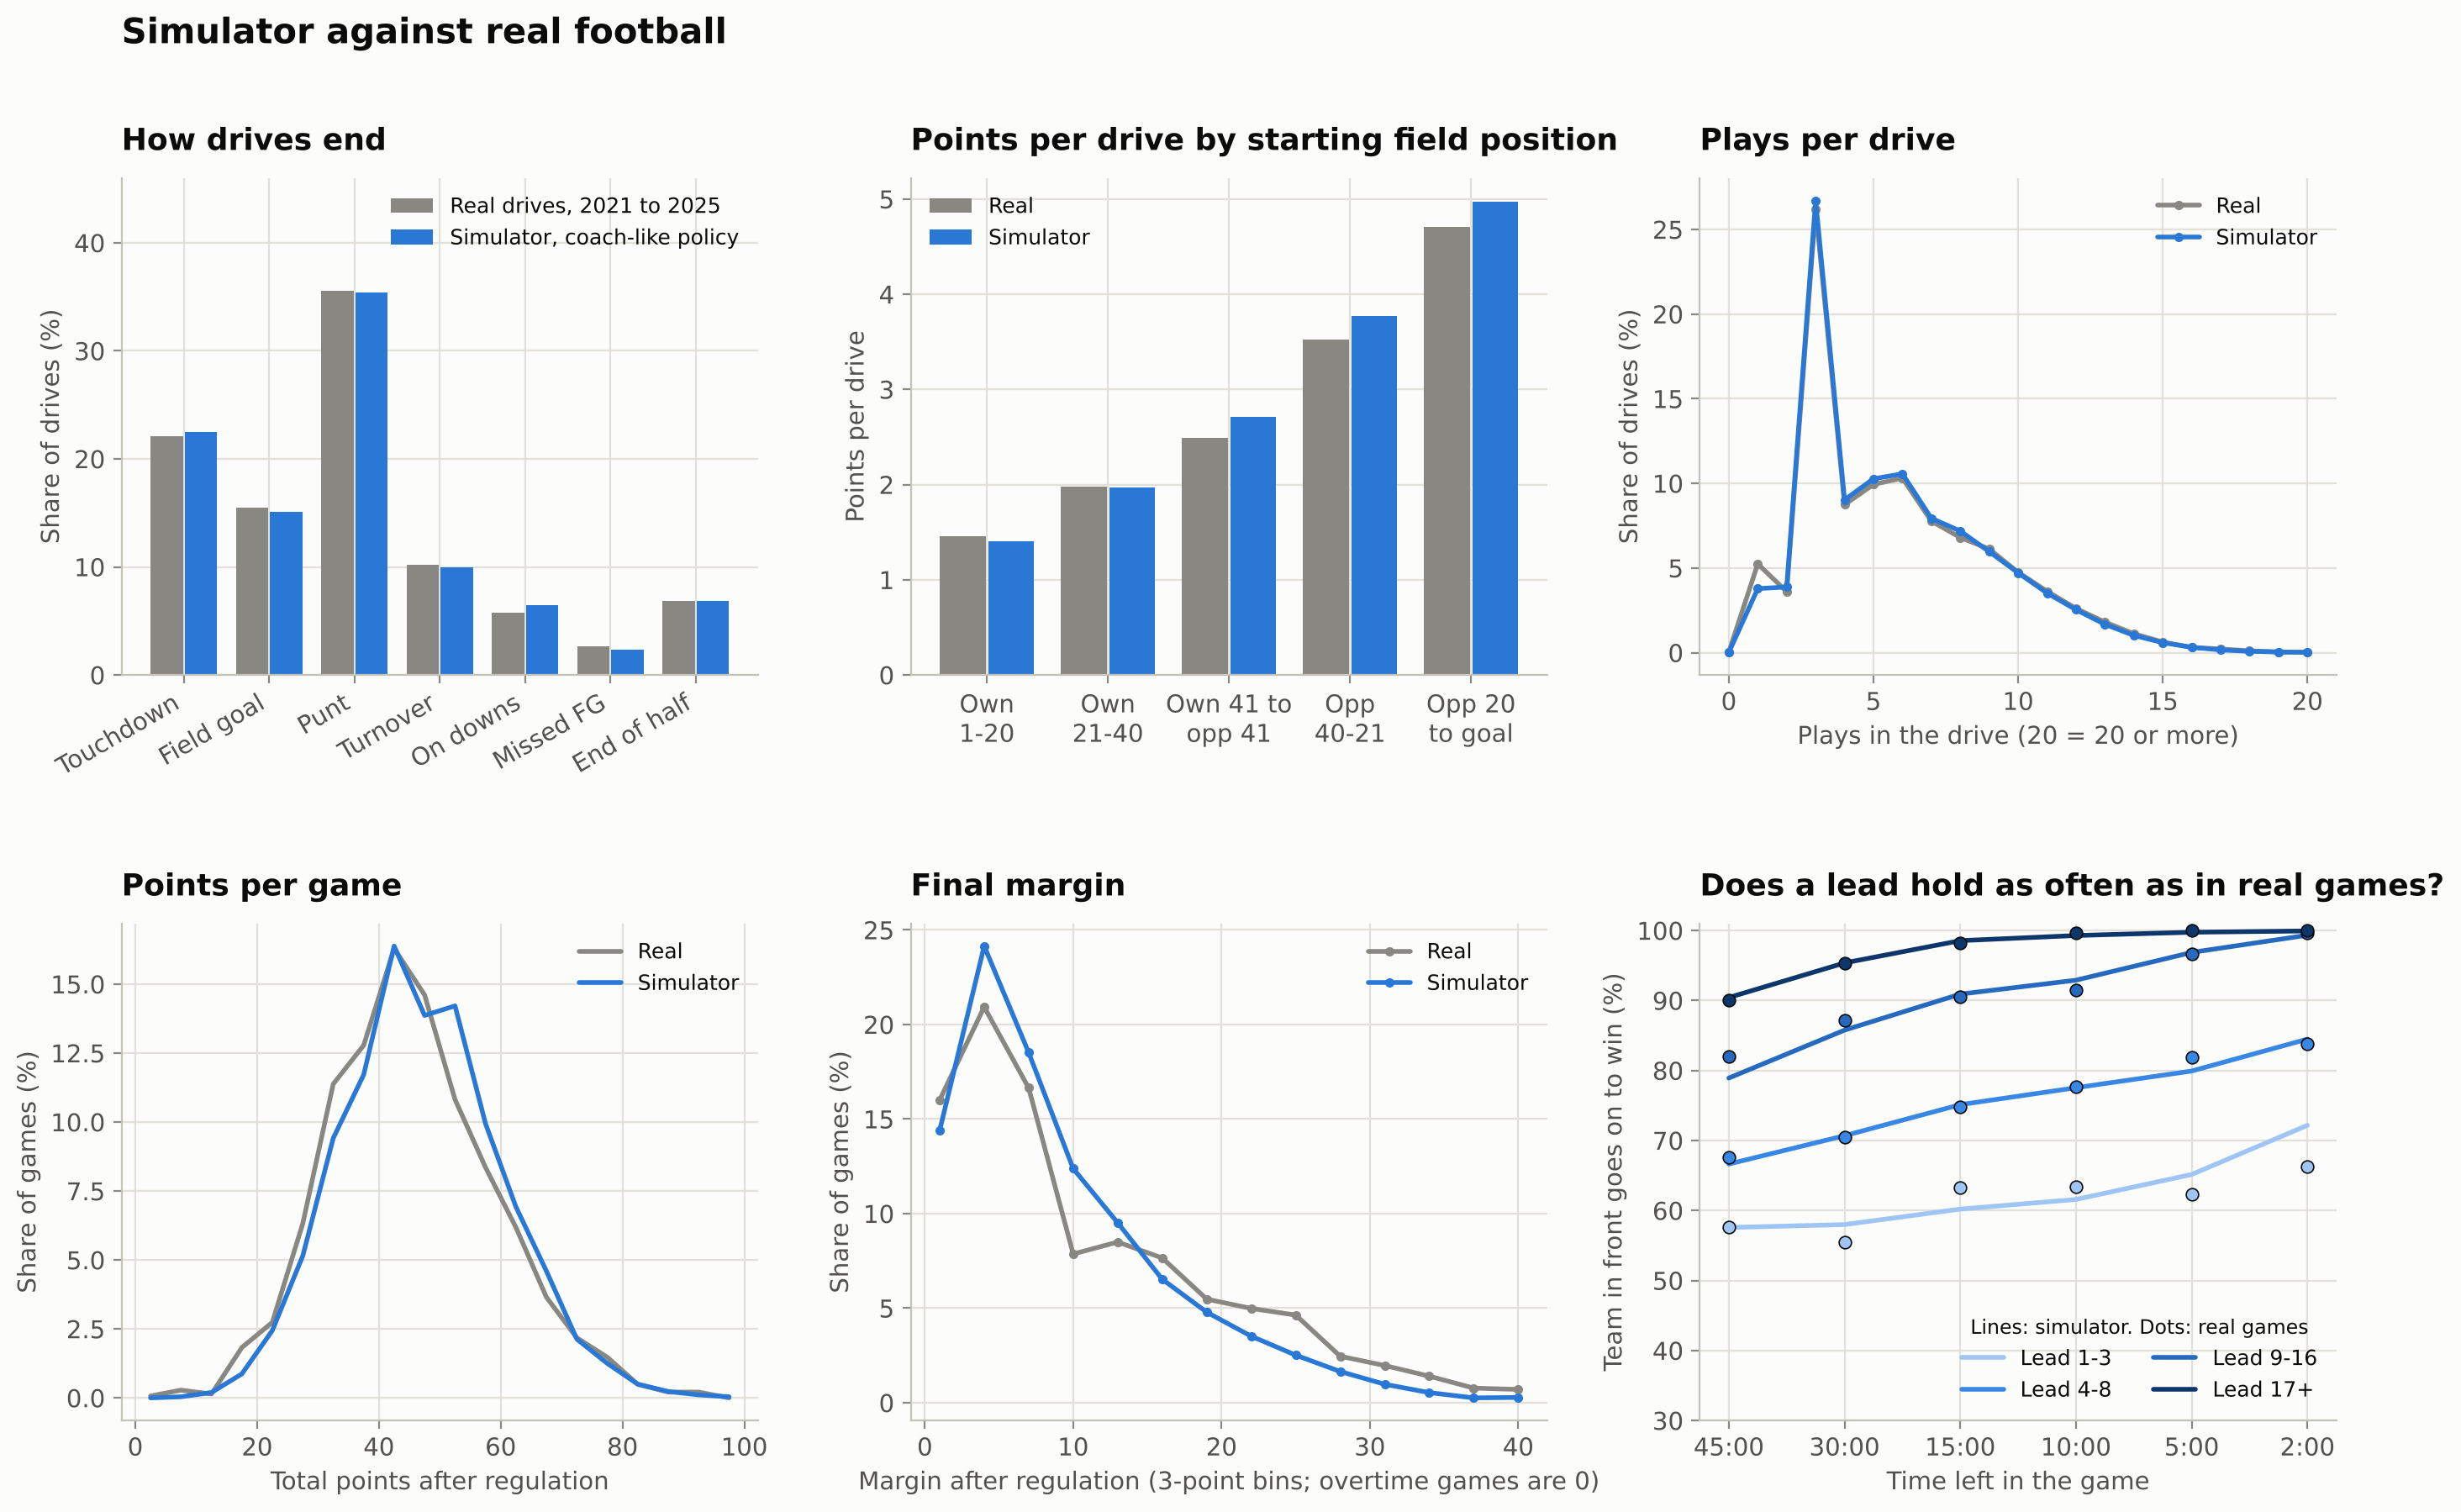 Simulator against real football
How drives end
Real drives, 2021 to 2025
Simulator, coach-like policy
Share of drives (%)
40
30
20
10
0
Touchdown
Field goal
Punt
Turnover
On downs
Missed FG
End of half
Points per drive by starting field position
Real
Simulator
Points per drive
5
4
3
2
1
0
Own
1-20
Own
21-40
Own 41 to
opp 41
Opp
40-21
Opp 20
to goal
Plays per drive
Real
Simulator
Share of drives (%)
25
20
15
10
5
0
0 5 10 15 20
Plays in the drive (20 = 20 or more)
Points per game
Real
Simulator
Share of games (%)
15.0
12.5
10.0
7.5
5.0
2.5
0.0
0 20 40 60 80 100
Total points after regulation
Final margin
Real
Simulator
Share of games (%)
25
20
15
10
5
0
0 10 20 30 40
Margin after regulation (3-point bins; overtime games are 0)
Does a lead hold as often as in real games?
Team in front goes on to win (%)
100
90
80
70
60
50
40
30
Lines: simulator. Dots: real games
Lead 1-3 Lead 9-16
Lead 4-8 Lead 17+
45:00 30:00 15:00 10:00 5:00 2:00
Time left in the game